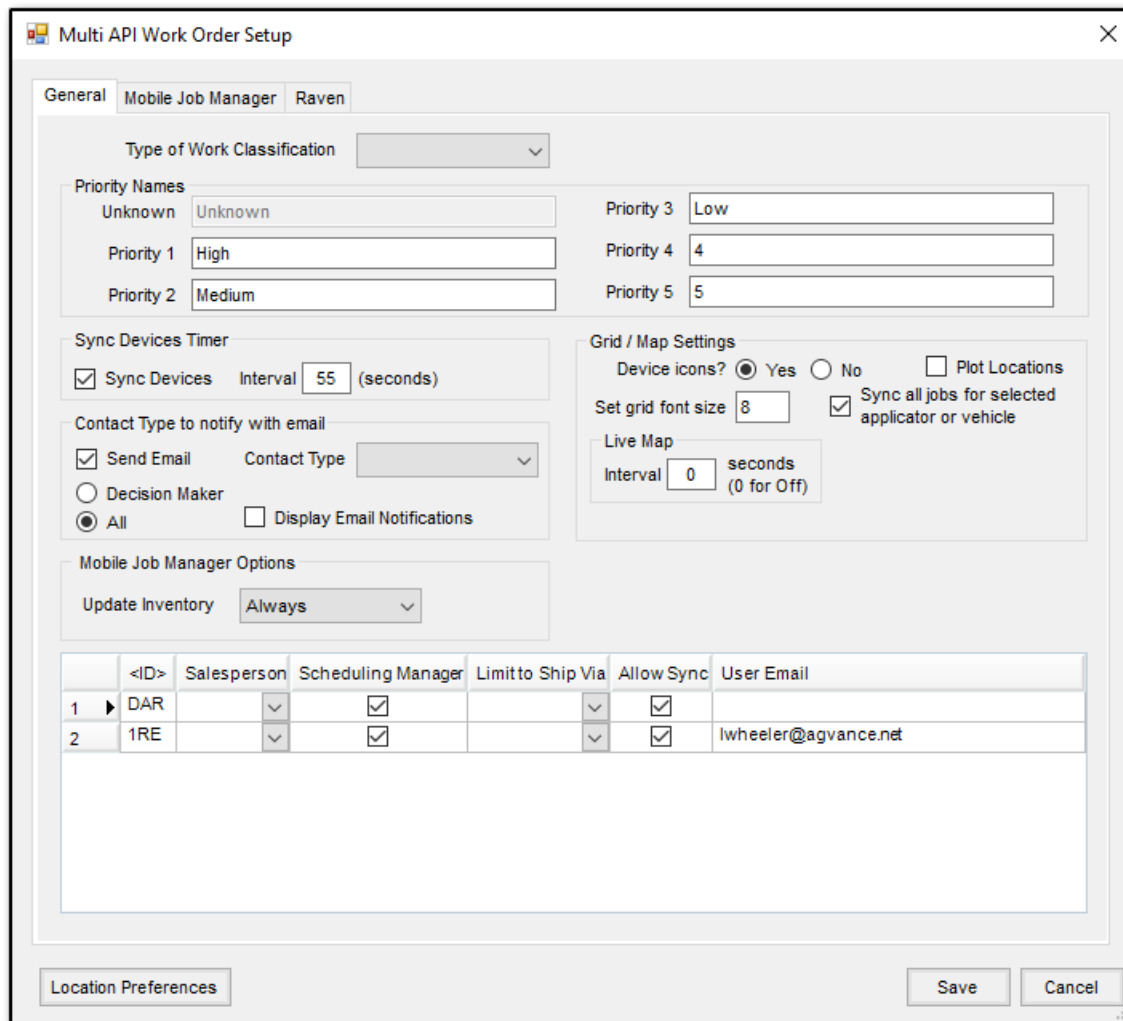 Multi API Work Order Setup
General Mobile Job Manager Raven
Type of Work Classification
Priority Names
Unknown Unknown
Priority 1 High
Priority 2 Medium
Priority 3 Low
Priority 4 4
Priority 5 5
Sync Devices Timer
Sync Devices Interval 55 (seconds)
Contact Type to notify with email
Send Email Contact Type
Decision Maker
All Display Email Notifications
Grid / Map Settings
Device icons? Yes No Plot Locations
Set grid font size 8 Sync all jobs for selected
applicator or vehicle
Live Map
Interval 0 seconds
(0 for Off)
Mobile Job Manager Options
Update Inventory Always
<ID> Salesperson Scheduling Manager Limit to Ship Via Allow Sync User Email
1 DAR
2 1RE lwheeler@agvance.net
Location Preferences Save Cancel